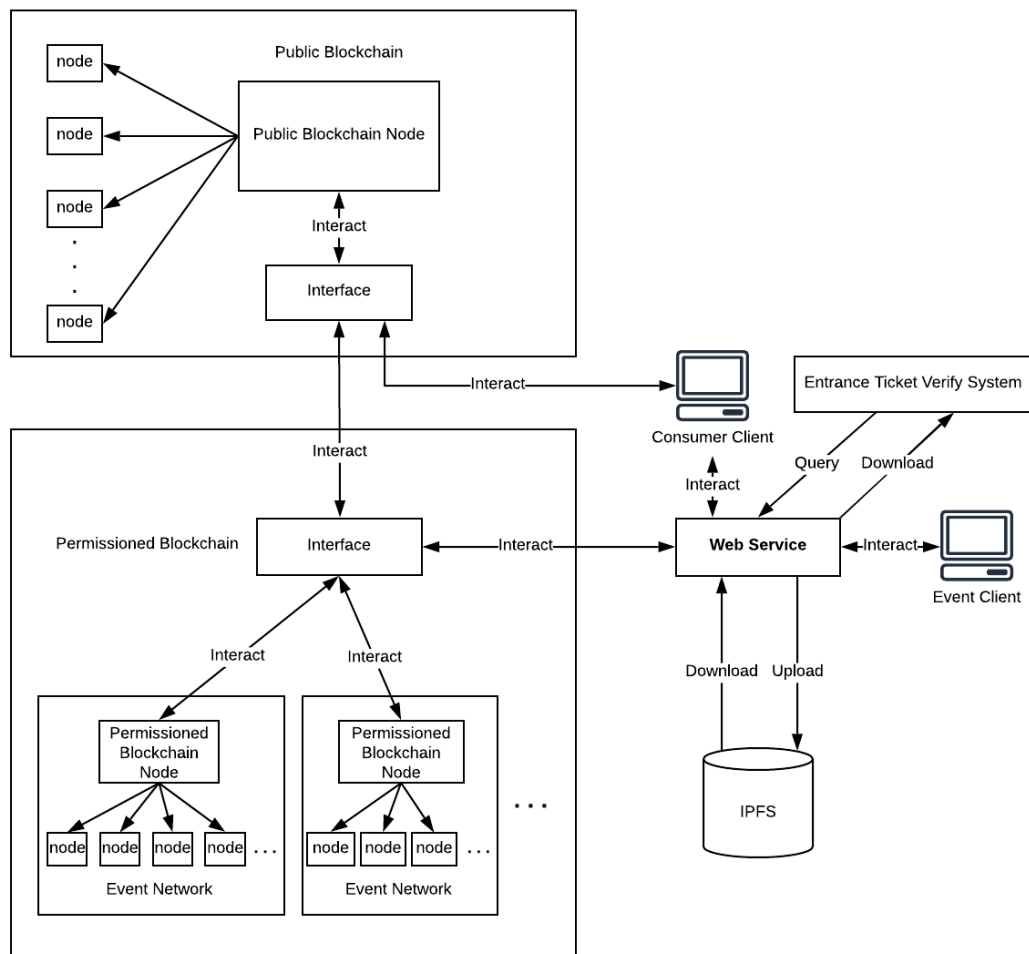 Public Blockchain
node
node
node
.
.
.
node
Public Blockchain Node
Interact
Interface
Interact
Consumer Client
Entrance Ticket Verify System
Interact
Query
Download
Interact
Permissioned Blockchain
Interface
Interact
Web Service
Interact
Event Client
Interact
Interact
Download
Upload
Permissioned
Blockchain
Node
node
node
node
node
...
Event Network
Permissioned
Blockchain
Node
node
node
node
...
Event Network
...
IPFS